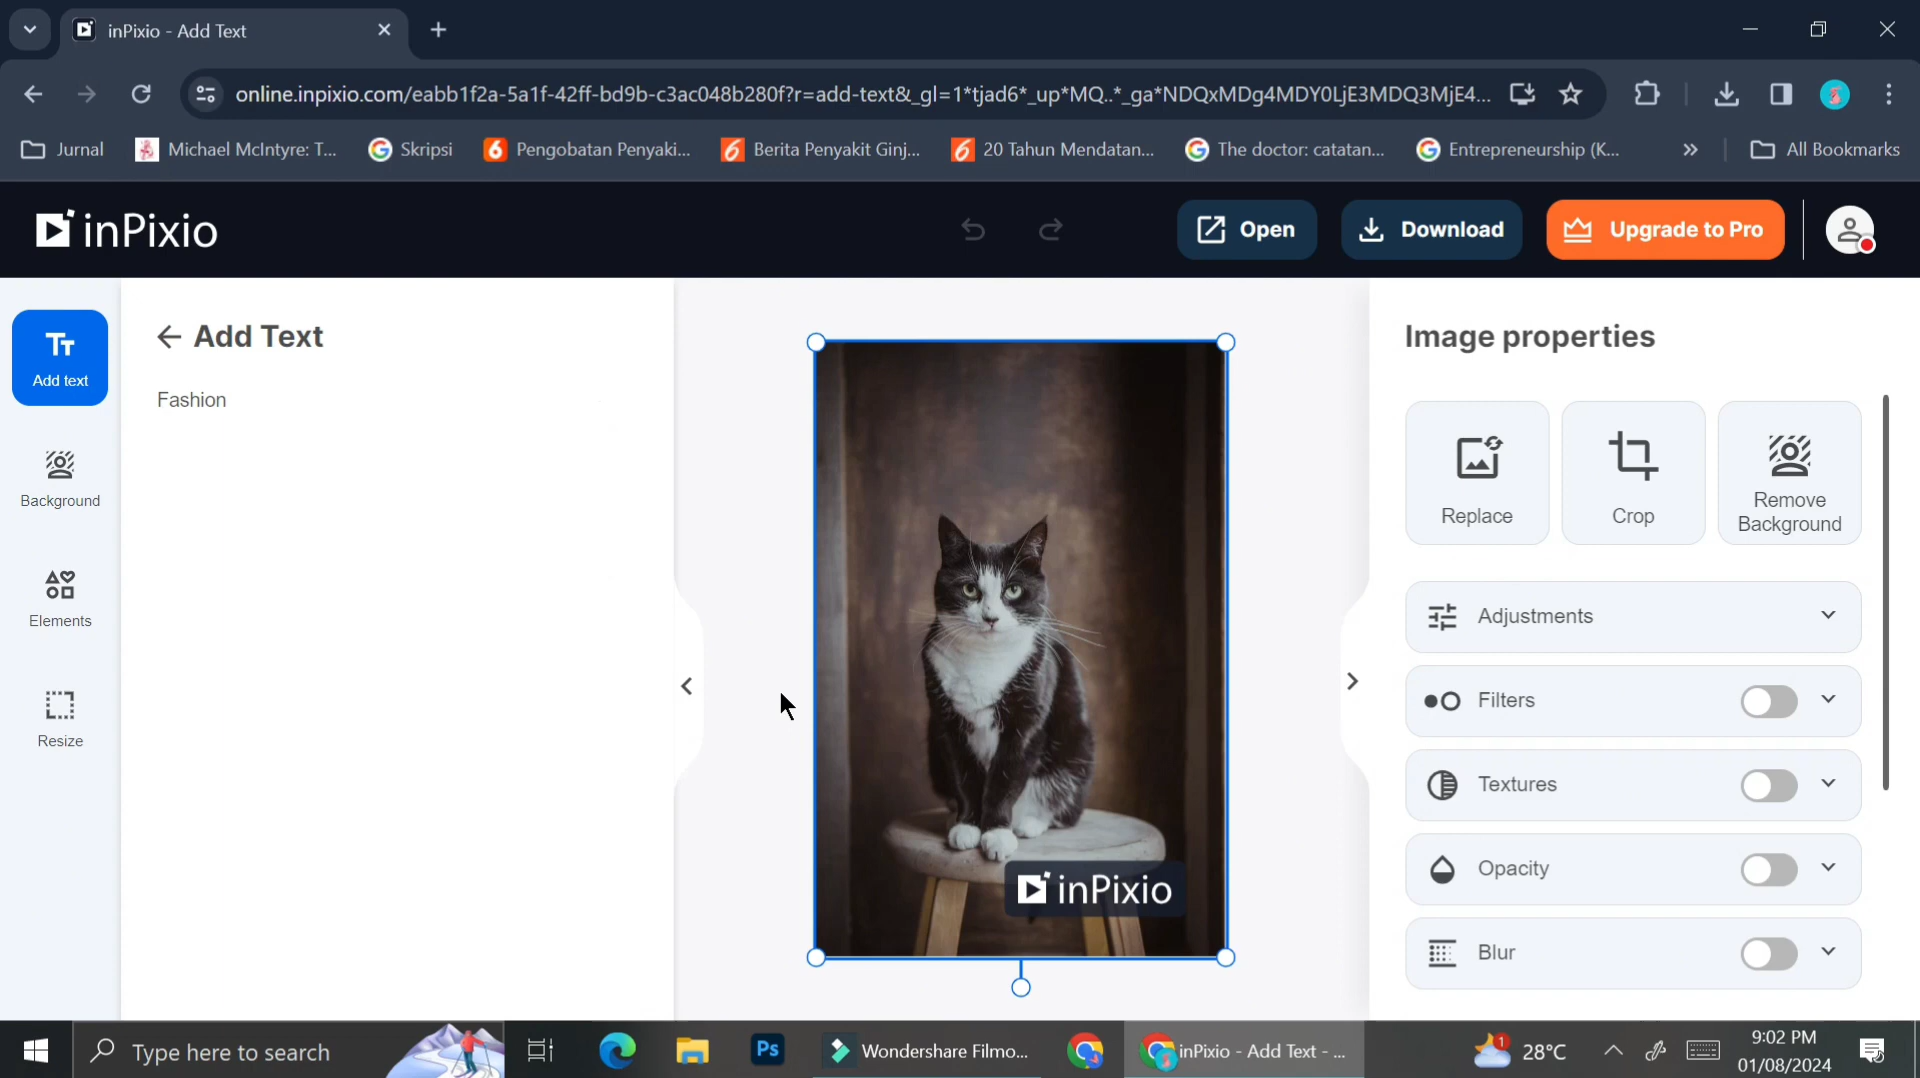 inPixio - Add Text
online.inpixio.com/eabb1f2a-5a1f-42ff-bd9b-c3ac048b280f?r=add-text&_gl=1*tjad6*_up*MQ..*_ga*NDQxMDg4MDY0LjE3MDQ3MjE4MjE4...
Jurnal Michael McIntyre: T... Skripsi Pengobatan Penyaki... Berita Penyakit Ginj... 20 Tahun Mendatan... The doctor: catatan... Entrepreneurship (K... » All Bookmarks
inPixio Open Download Upgrade to Pro
Tт
Add text
Background
Elements
Resize
Add Text
Fashion
inPixio
Image properties
Replace Crop Remove
Background
Adjustments
Filters
Textures
Opacity
Blur
Type here to search Ps Wondershare Filmo... inPixio - Add Text - ... 1 28°C 9:02 PM
01/08/2024